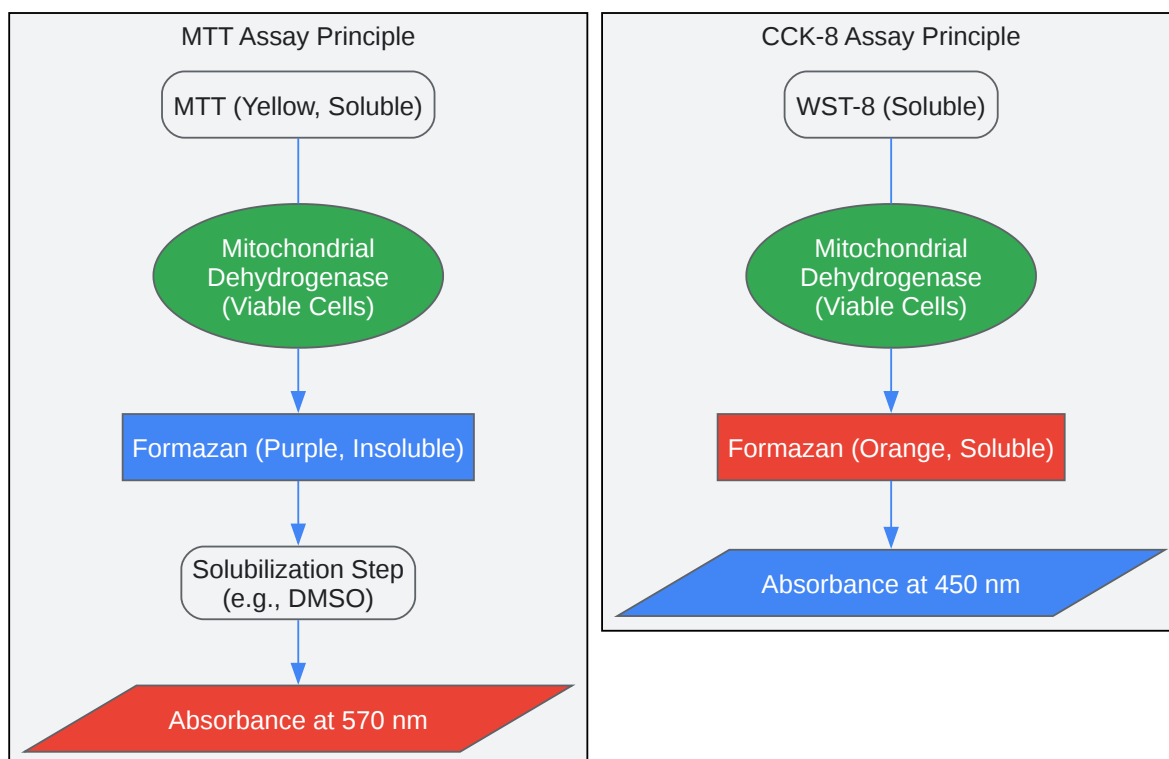 MTT Assay Principle
MTT (Yellow, Soluble)
Mitochondrial
Dehydrogenase
(Viable Cells)
Formazan (Purple, Insoluble)
Solubilization Step
(e.g., DMSO)
Absorbance at 570 nm
CCK-8 Assay Principle
WST-8 (Soluble)
Mitochondrial
Dehydrogenase
(Viable Cells)
Formazan (Orange, Soluble)
Absorbance at 450 nm